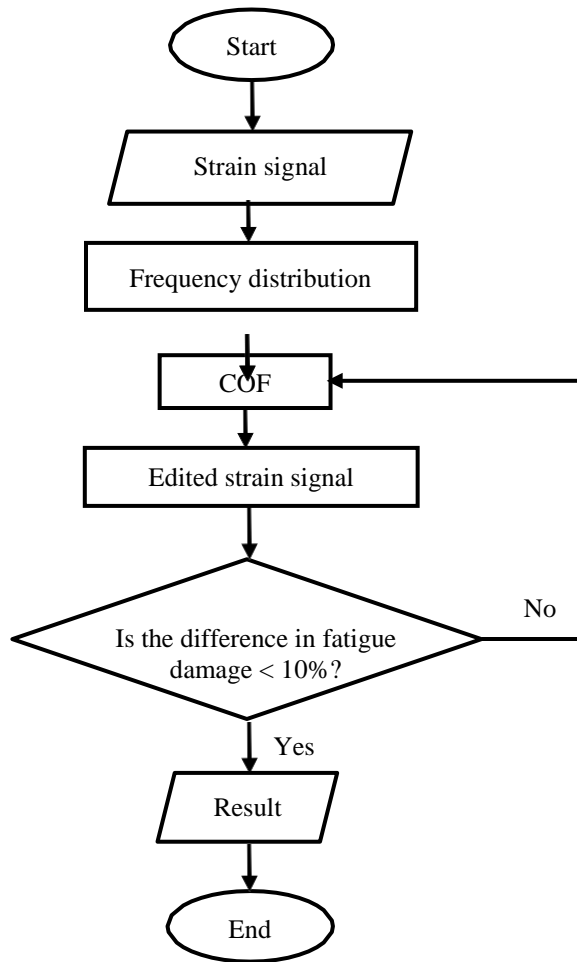 Start
Strain signal
Frequency distribution
COF
Edited strain signal
Is the difference in fatigue
damage < 10%?
No
Yes
Result
End